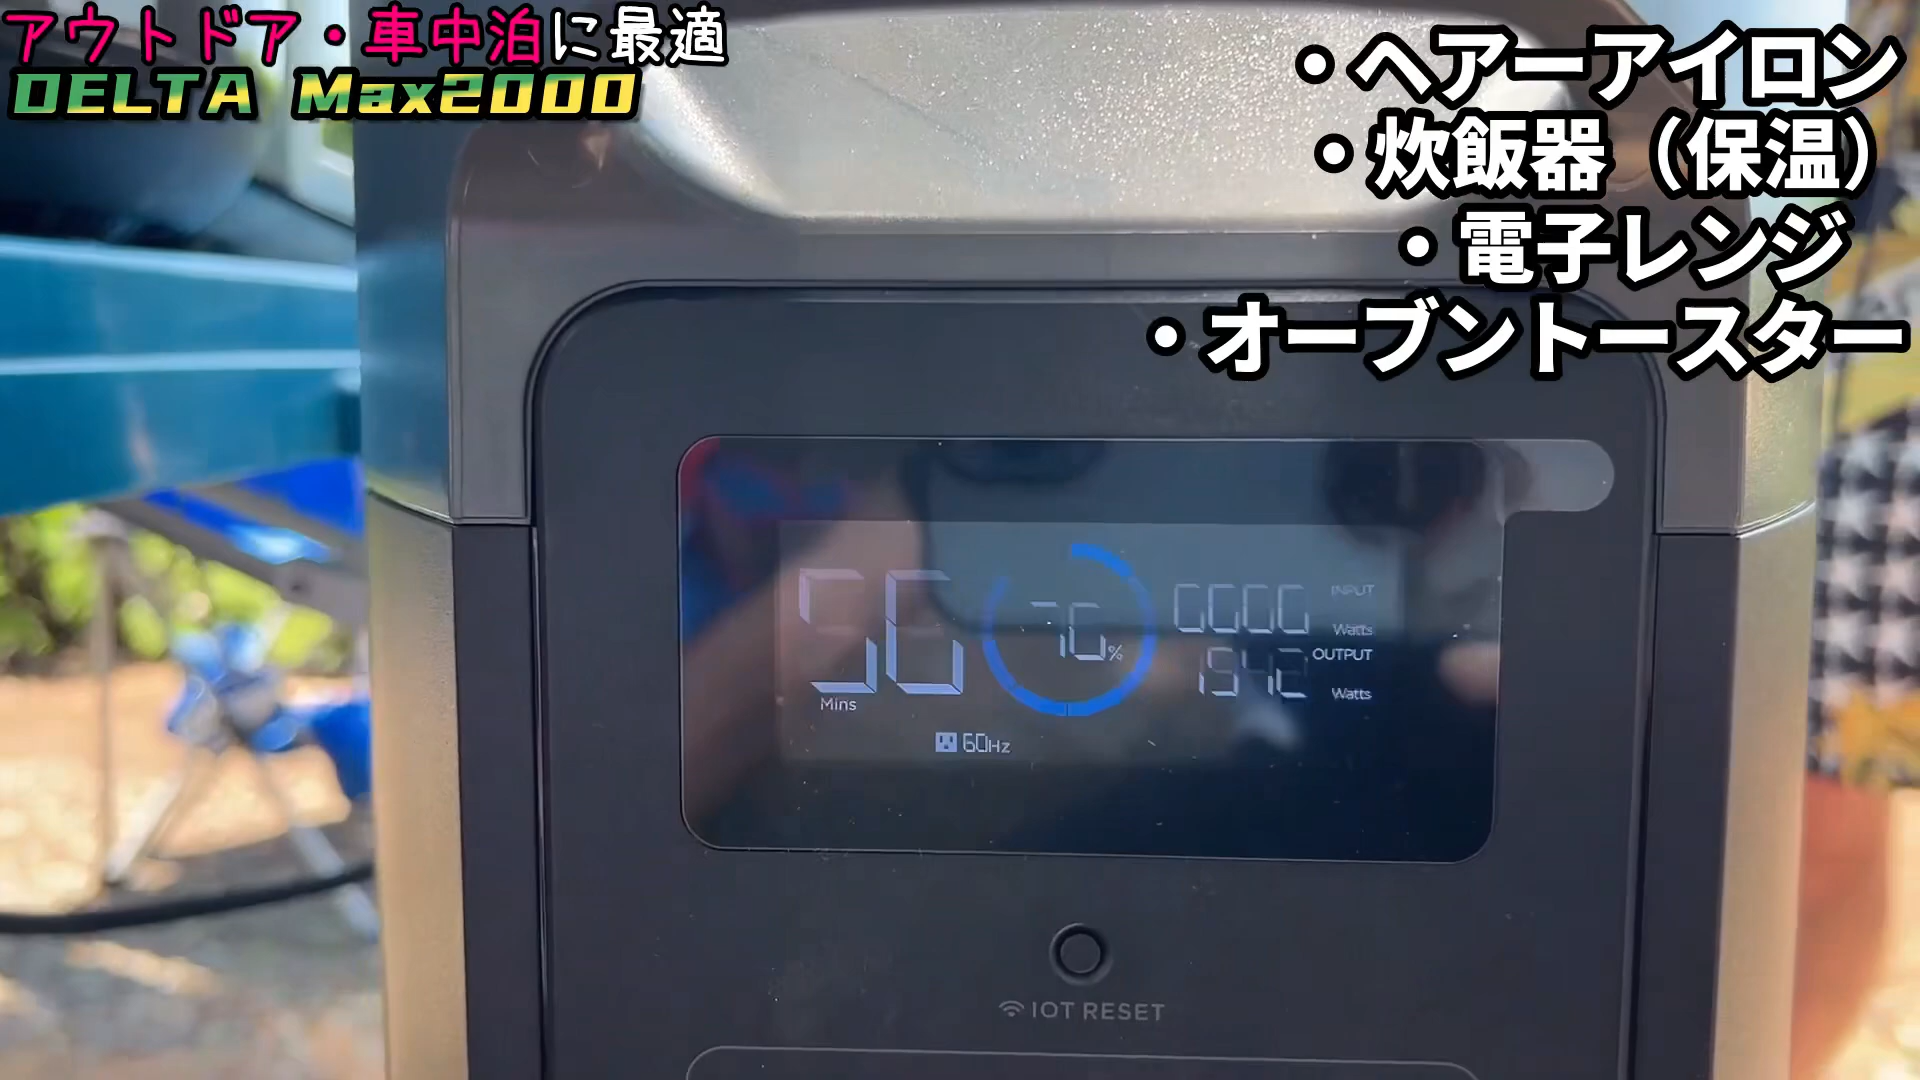 アウトドア・車中泊に最適
DELTA Max2000
・ヘアーアイロン
・炊飯器（保温）
・電子レンジ
・オーブントースター
INPUT
Watts
70%
1942 OUTPUT
Watts
Mins
60Hz
IOT RESET